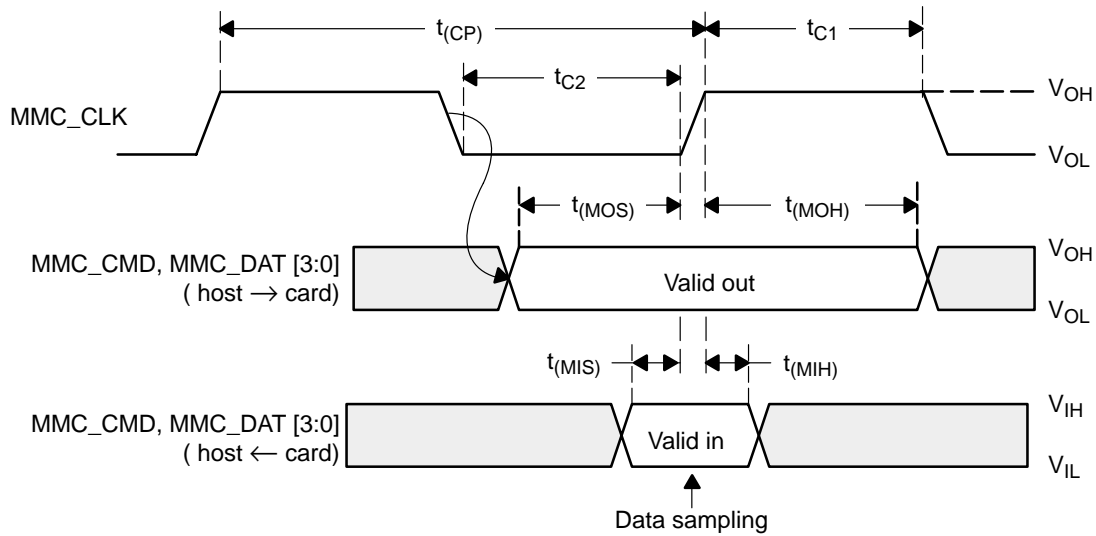 t(CP)
tC1
tC2
MMC_CLK
VOH
VOL
t(MOS)
t(MOH)
MMC_CMD, MMC_DAT [3:0]
( host → card)
Valid out
VOH
VOL
t(MIS)
t(MIH)
MMC_CMD, MMC_DAT [3:0]
( host ← card)
Valid in
VIH
VIL
Data sampling